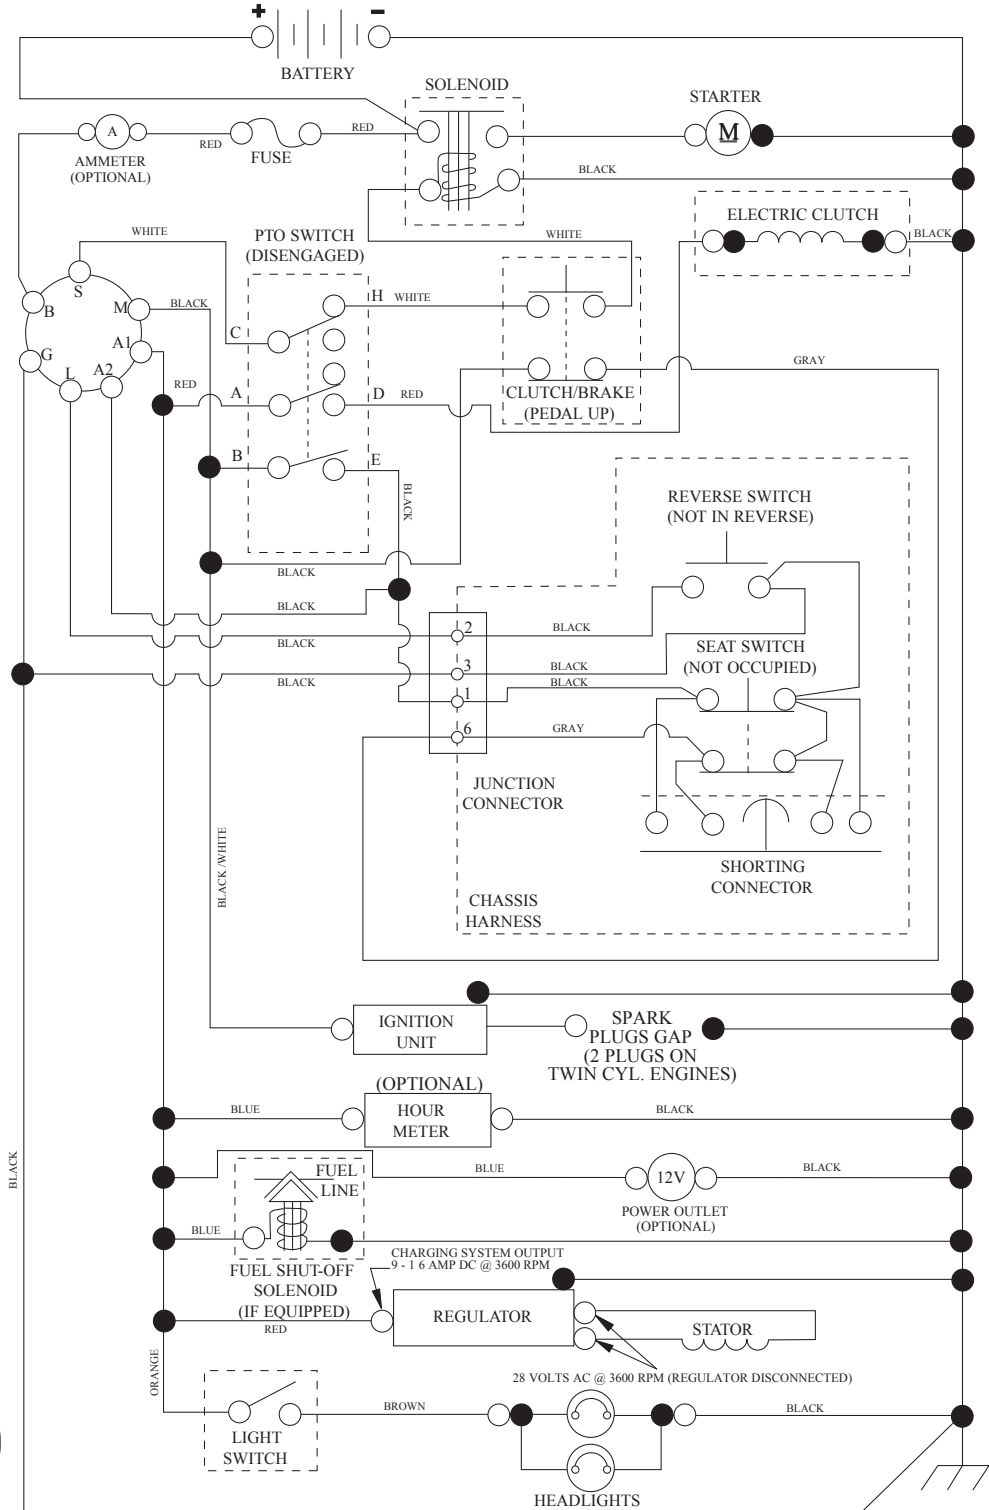 + -
BATTERY
SOLENOID
STARTER
A
M
RED
FUSE
RED
AMMETER
(OPTIONAL)
BLACK
WHITE
PTO SWITCH
(DISENGAGED)
WHITE
ELECTRIC CLUTCH
BLACK
S
B
M
BLACK
H
WHITE
C
G
A1
L
A2
RED
A
D
RED
CLUTCH/BRAKE
(PEDAL UP)
GRAY
B
E
BLACK
REVERSE SWITCH
(NOT IN REVERSE)
BLACK
BLACK
BLACK
2
BLACK
SEAT SWITCH
(NOT OCCUPIED)
BLACK
3
BLACK
BLACK
1
6
GRAY
JUNCTION
CONNECTOR
SHORTING
CONNECTOR
CHASSIS
HARNESS
BLACK /WHITE
IGNITION
UNIT
SPARK
PLUGS GAP
(2 PLUGS ON
TWIN CYL. ENGINES)
(OPTIONAL)
HOUR
METER
BLUE
BLACK
BLACK
FUEL
LINE
BLUE
12V
BLACK
POWER OUTLET
(OPTIONAL)
BLUE
CHARGING SYSTEM OUTPUT
9 - 1 6 AMP DC @ 3600 RPM
FUEL SHUT-OFF
SOLENOID
(IF EQUIPPED)
RED
REGULATOR
STATOR
28 VOLTS AC @ 3600 RPM (REGULATOR DISCONNECTED)
ORANGE
BROWN
BLACK
LIGHT
SWITCH
HEADLIGHTS